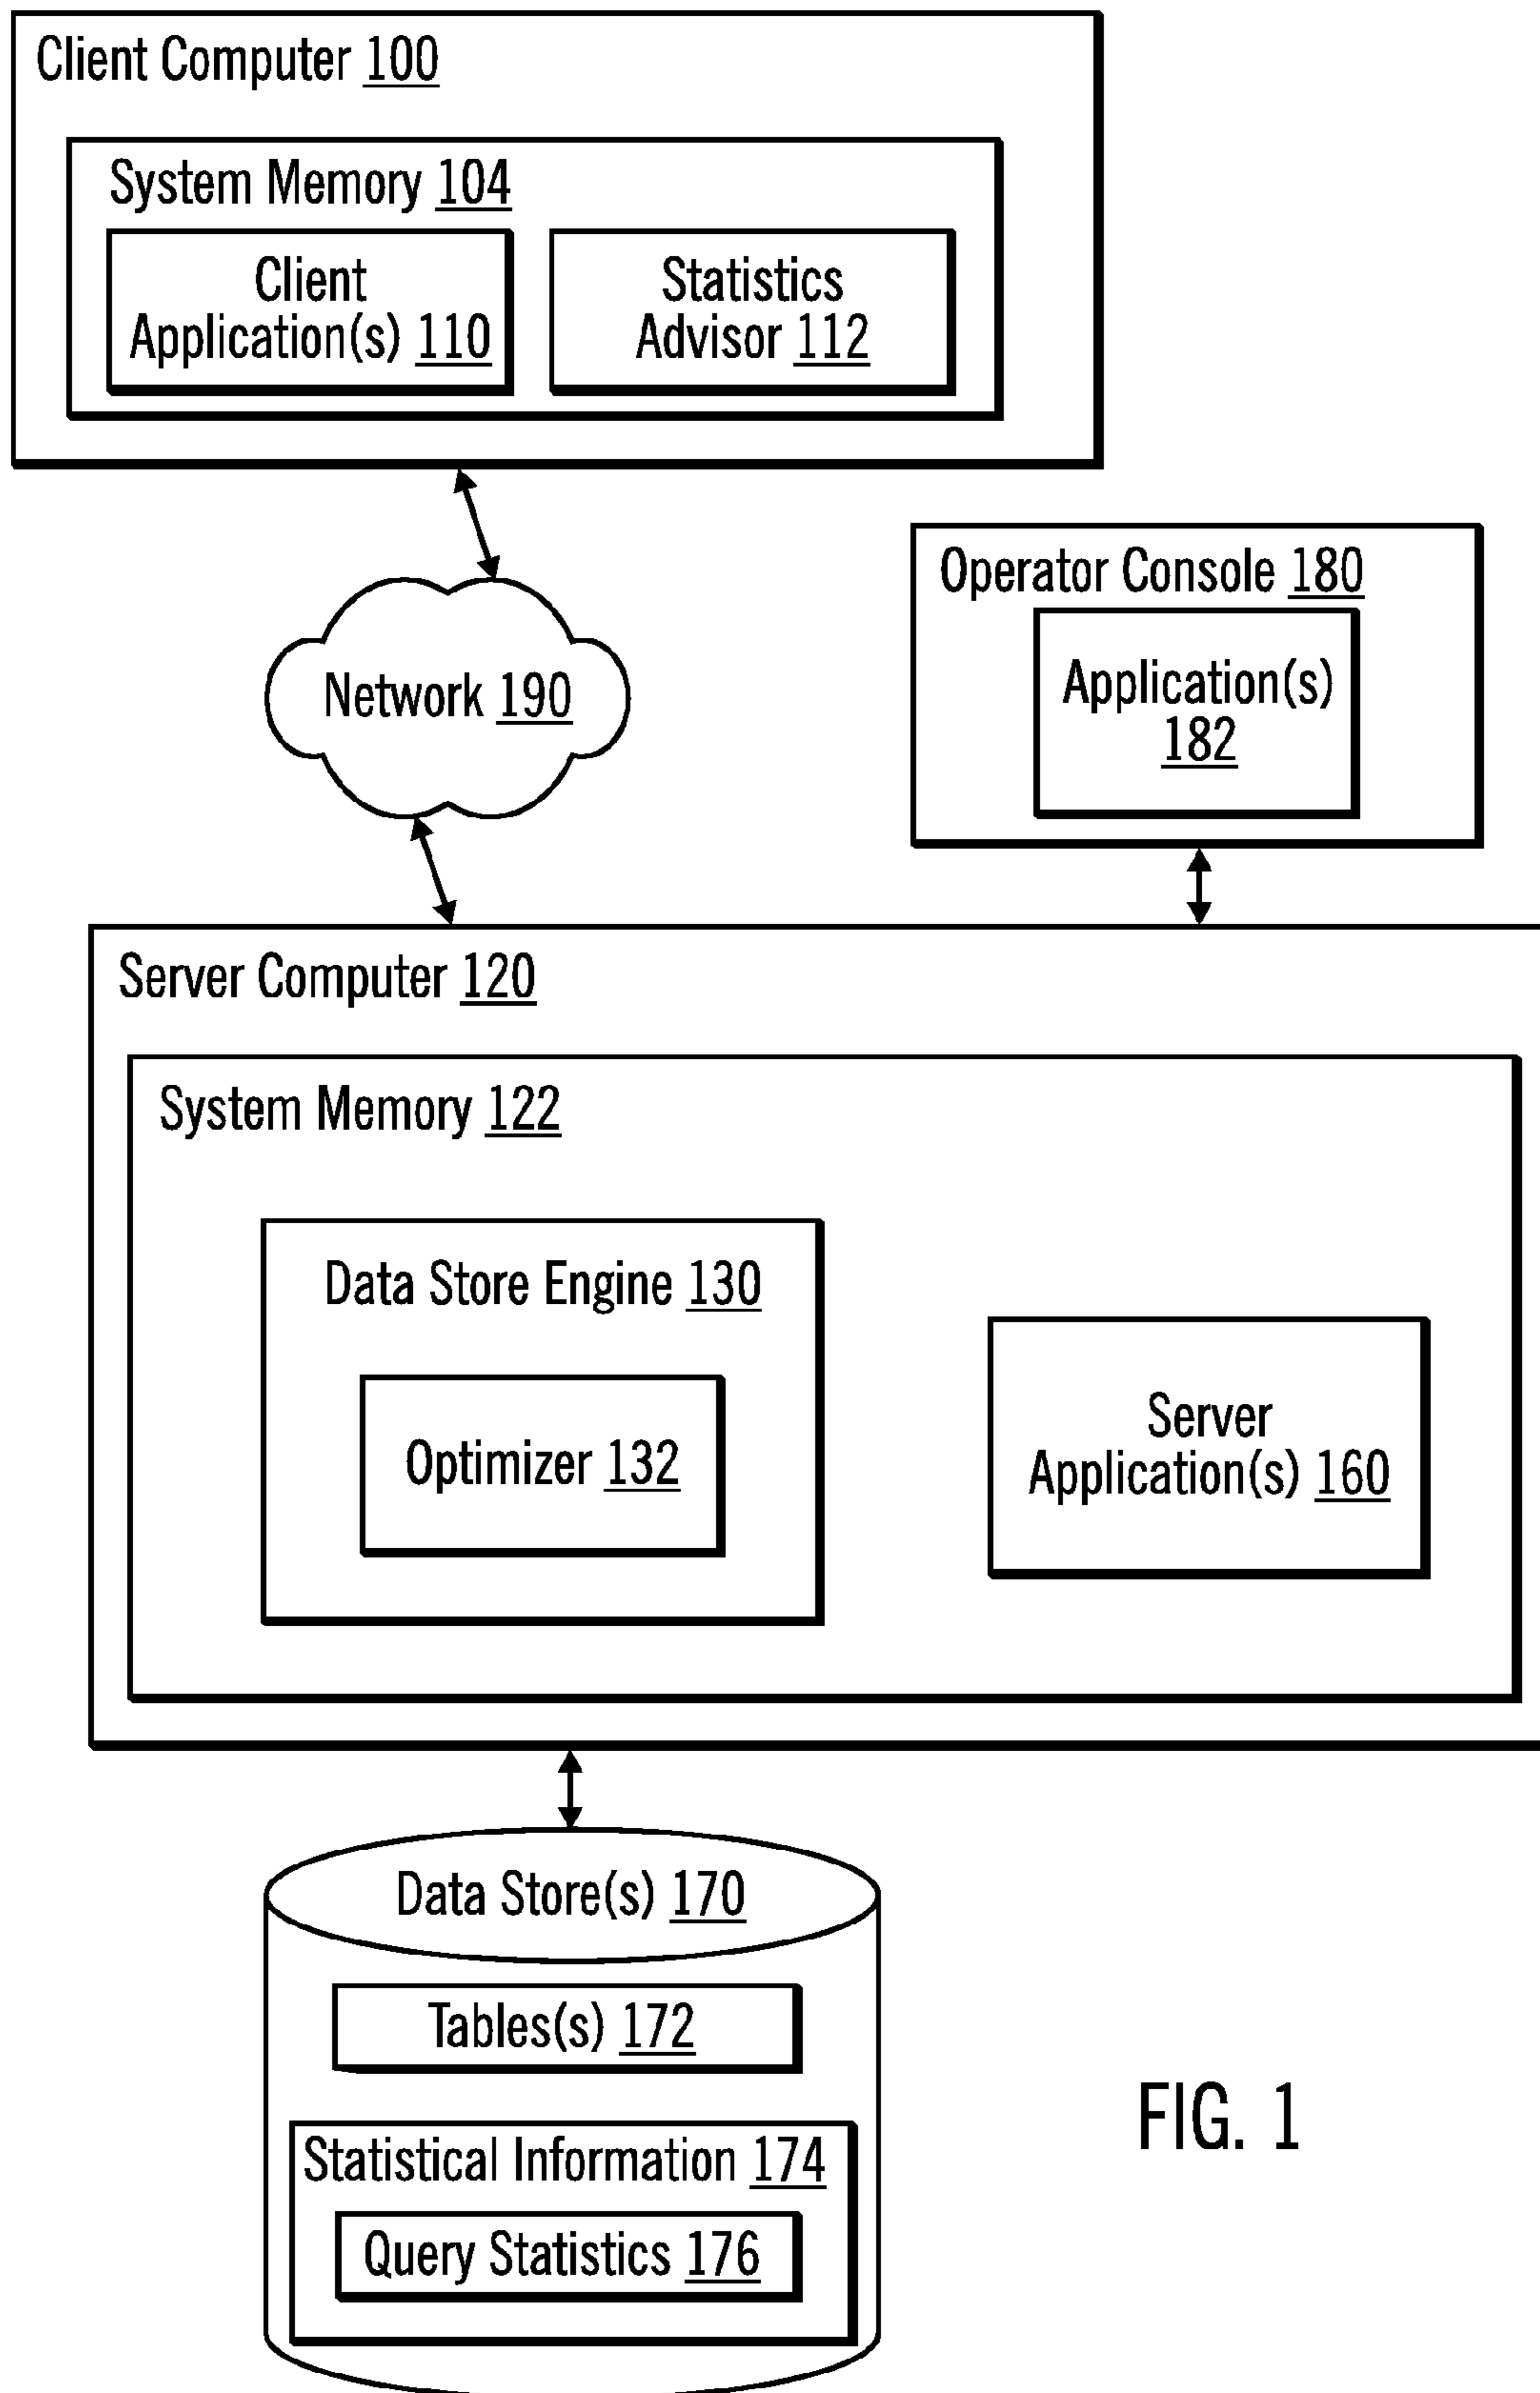 Client Computer 100
System Memory 104
Client
Application(s) 110
Statistics
Advisor 112
Network 190
Operator Console 180
Application(s)
182
Server Computer 120
System Memory 122
Data Store Engine 130
Optimizer 132
Server
Application(s) 160
Data Store(s) 170
Tables(s) 172
Statistical Information 174
Query Statistics 176
FIG. 1